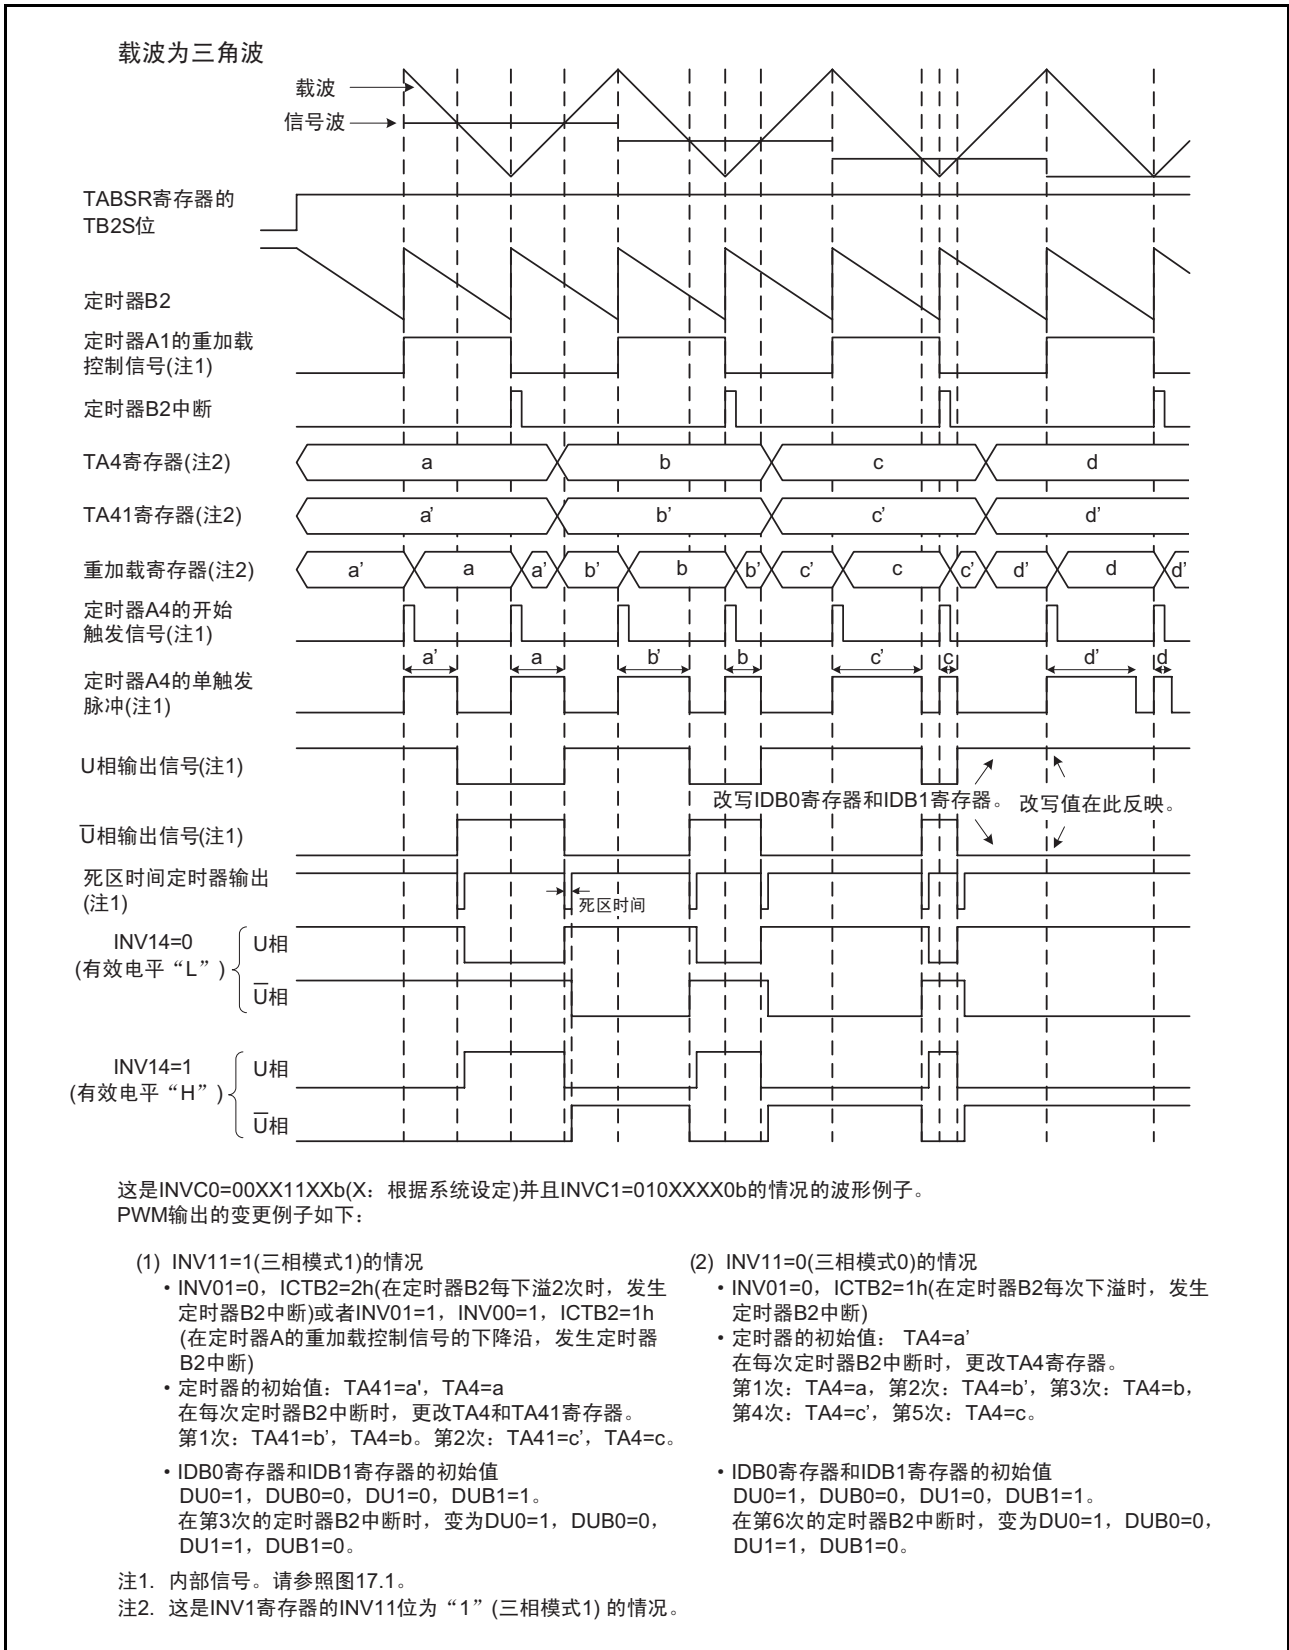 载波为三角波
载波
信号波
TABSR寄存器的
TB2S位
定时器B2
定时器A1的重加载
控制信号(注1)
定时器B2中断
TA4寄存器(注2)
a b c d
TA41寄存器(注2)
a’ b’ c’ d’
重加载寄存器(注2)
a’ a a’ b’ b b’ c’ c c’ d’ d d’
定时器A4的开始
触发信号(注1)
a’ a b’ b c’ c d’ d
定时器A4的单触发
脉冲(注1)
U相输出信号(注1)
改写IDB0寄存器和IDB1寄存器。 改写值在此反映。
U̅相输出信号(注1)
死区时间定时器输出
(注1)
死区时间
INV14=0
(有效电平“L”)
U相
U̅相
INV14=1
(有效电平“H”)
U相
U̅相
这是INVC0=00XX11XXb(X：根据系统设定)并且INVC1=010XXXX0b的情况的波形例子。
PWM输出的变更例子如下：
(1) INV11=1(三相模式1)的情况
・INV01=0，ICTB2=2h(在定时器B2每下溢2次时，发生
定时器B2中断)或者INV01=1，INV00=1，ICTB2=1h
(在定时器A的重加载控制信号的下降沿，发生定时器
B2中断)
・定时器的初始值：TA41=a'，TA4=a
在每次定时器B2中断时，更改TA4和TA41寄存器。
第1次：TA41=b’，TA4=b。第2次：TA41=c’，TA4=c。
・IDB0寄存器和IDB1寄存器的初始值
DU0=1，DUB0=0，DU1=0，DUB1=1。
在第3次的定时器B2中断时，变为DU0=1，DUB0=0，
DU1=1，DUB1=0。
(2) INV11=0(三相模式0)的情况
・INV01=0，ICTB2=1h(在定时器B2每次下溢时，发生
定时器B2中断)
・定时器的初始值： TA4=a’
在每次定时器B2中断时，更改TA4寄存器。
第1次：TA4=a，第2次：TA4=b’，第3次：TA4=b，
第4次：TA4=c’，第5次：TA4=c。
・IDB0寄存器和IDB1寄存器的初始值
DU0=1，DUB0=0，DU1=0，DUB1=1。
在第6次的定时器B2中断时，变为DU0=1，DUB0=0，
DU1=1，DUB1=0。
注1. 内部信号。请参照图17.1。
注2. 这是INV1寄存器的INV11位为“1”(三相模式1) 的情况。